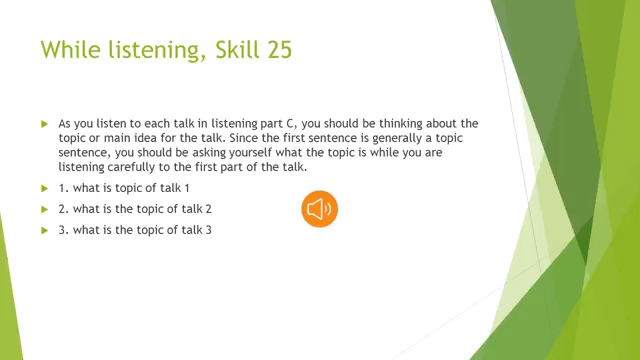 While listening, Skill 25
As you listen to each talk in listening part C, you should be thinking about the
topic or main idea for the talk. Since the first sentence is generally a topic
sentence, you should be asking yourself what the topic is while you are
listening carefully to the first part of the talk.
1. what is topic of talk 1
2. what is the topic of talk 2
3. what is the topic of talk 3